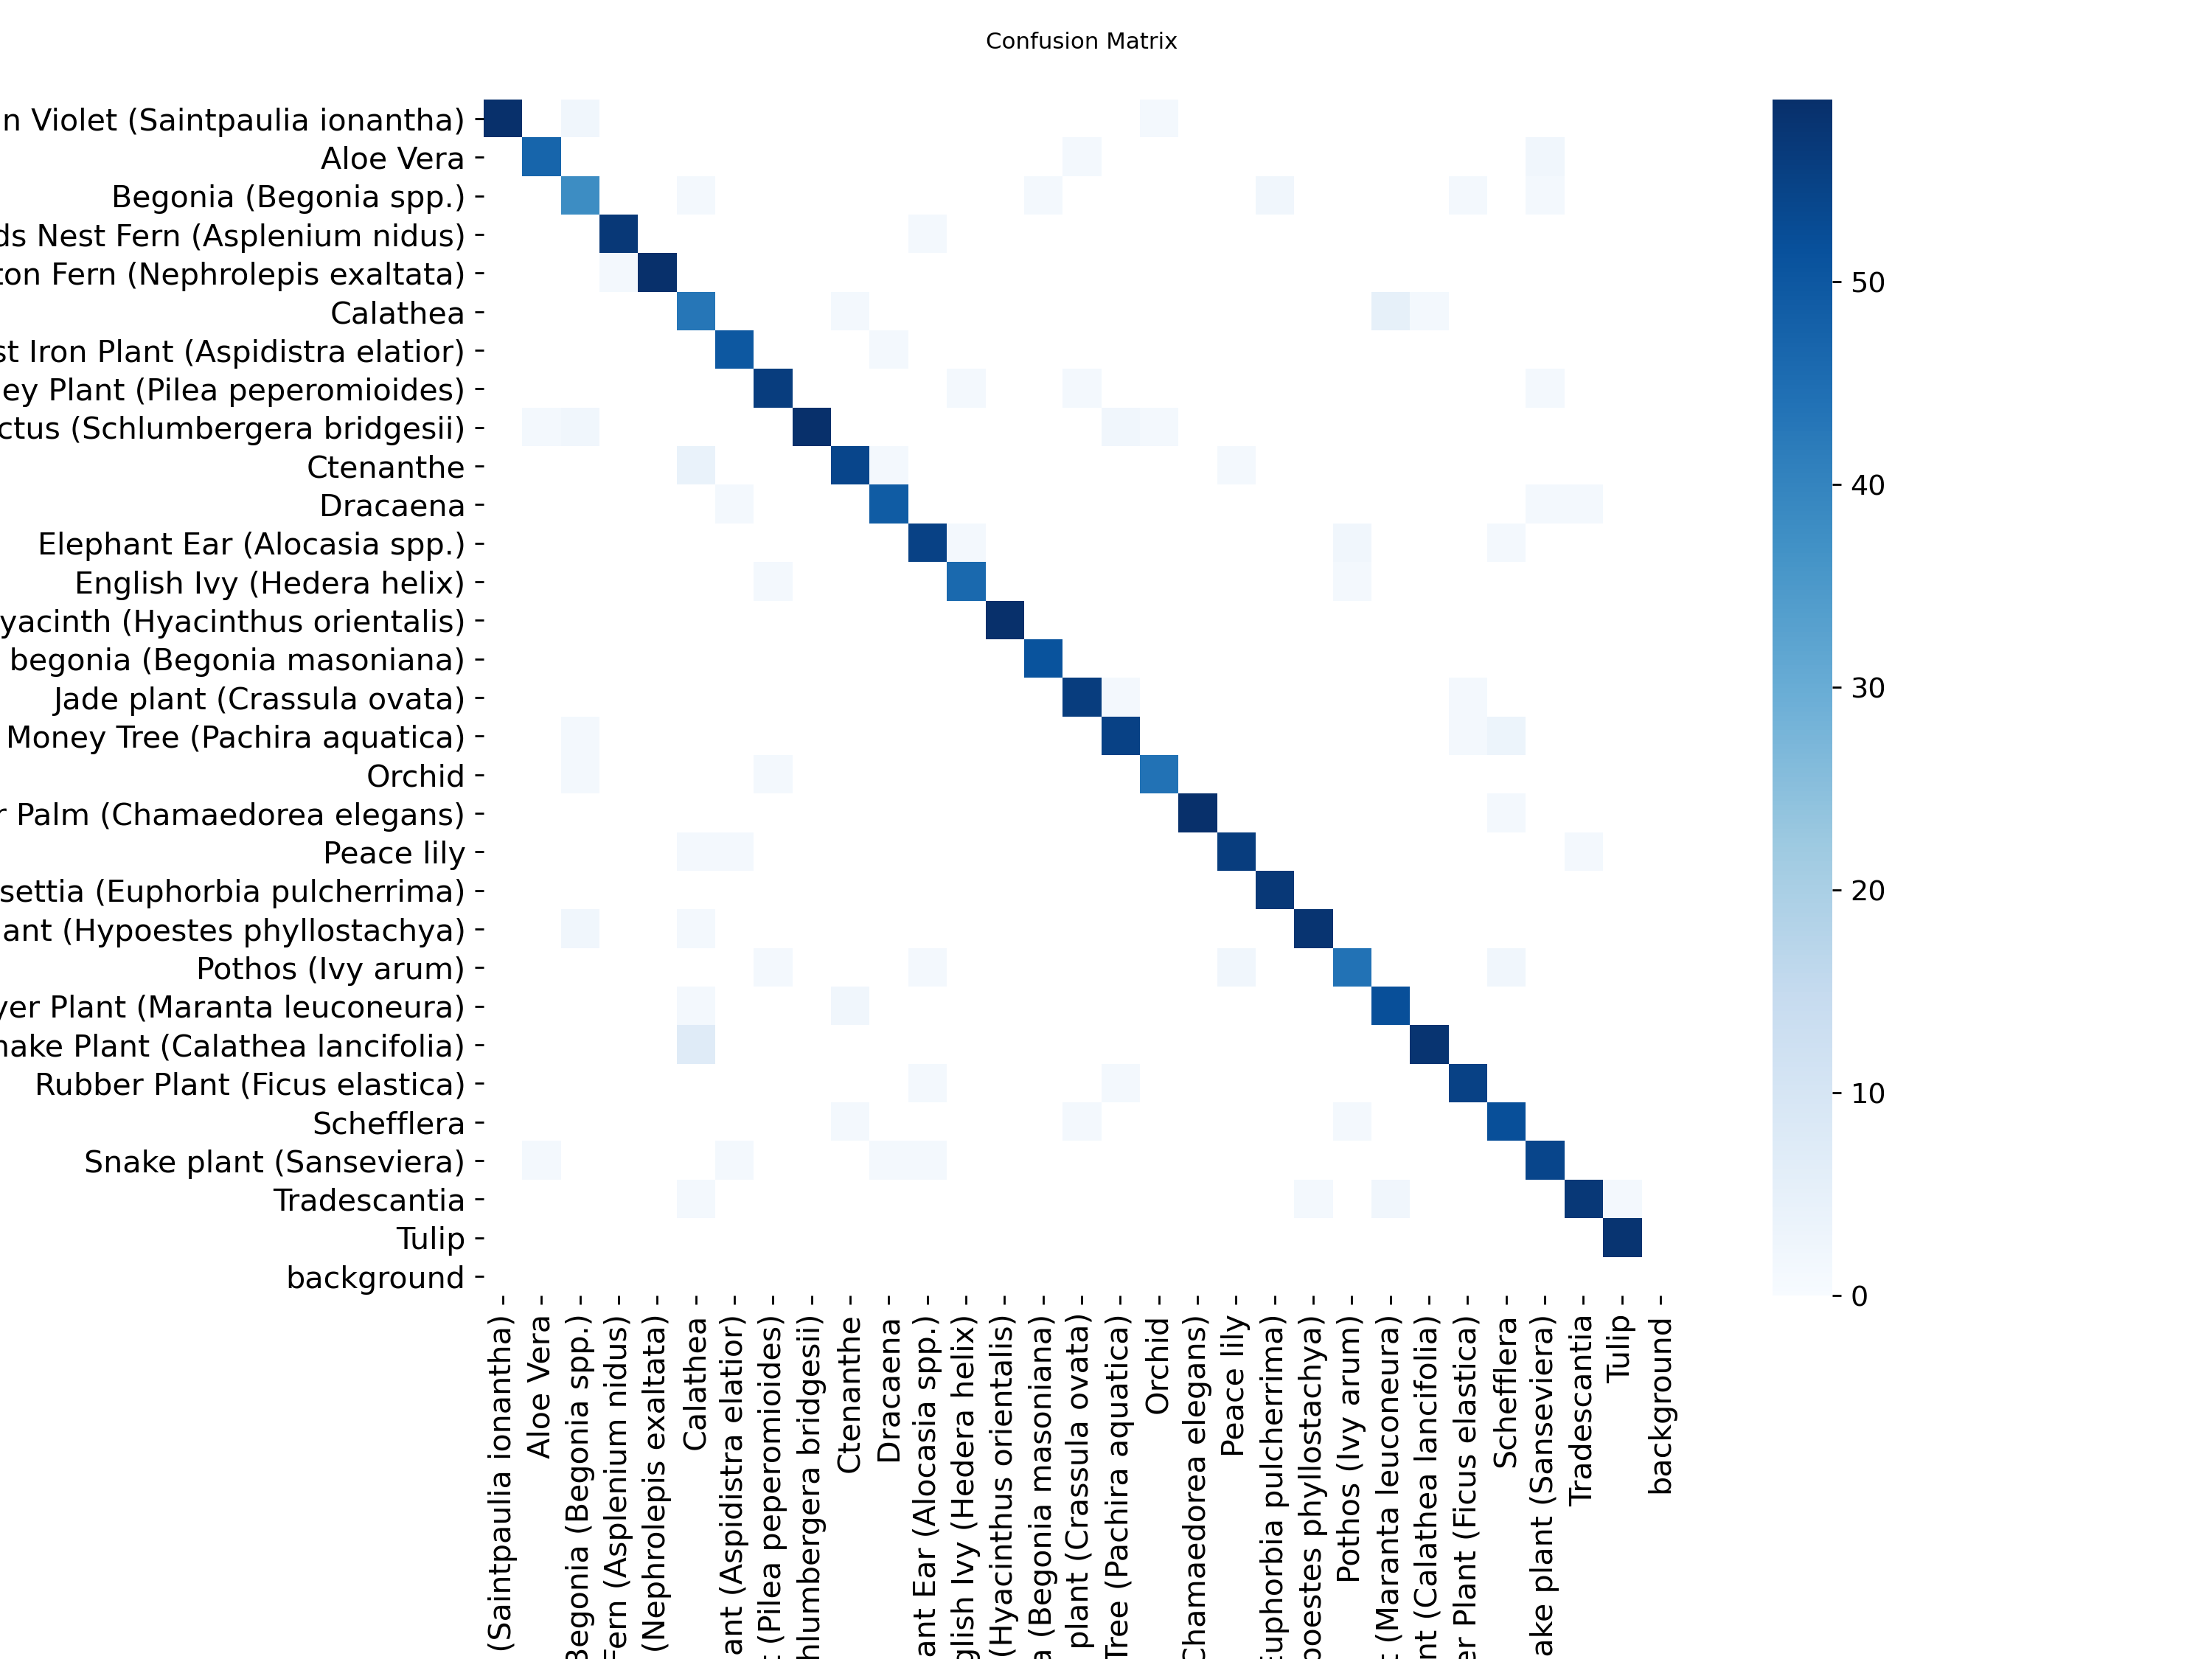 Confusion Matrix
n Violet (Saintpaulia ionantha)
Aloe Vera
Begonia (Begonia spp.)
ds Nest Fern (Asplenium nidus)
ton Fern (Nephrolepis exaltata)
Calathea
st Iron Plant (Aspidistra elatior)
ey Plant (Pilea peperomioides)
ctus (Schlumbergera bridgesii)
Ctenanthe
Dracaena
Elephant Ear (Alocasia spp.)
English Ivy (Hedera helix)
yacinth (Hyacinthus orientalis)
begonia (Begonia masoniana)
Jade plant (Crassula ovata)
Money Tree (Pachira aquatica)
Orchid
r Palm (Chamaedorea elegans)
Peace lily
settia (Euphorbia pulcherrima)
ant (Hypoestes phyllostachya)
Pothos (Ivy arum)
yer Plant (Maranta leuconeura)
nake Plant (Calathea lancifolia)
Rubber Plant (Ficus elastica)
Schefflera
Snake plant (Sanseviera)
Tradescantia
Tulip
background
(Saintpaulia ionantha)
Aloe Vera
Begonia (Begonia spp.)
Fern (Asplenium nidus)
(Nephrolepis exaltata)
Calathea
ant (Aspidistra elatior)
(Pilea peperomioides)
hlumbergera bridgesii)
Ctenanthe
Dracaena
ant Ear (Alocasia spp.)
glish Ivy (Hedera helix)
(Hyacinthus orientalis)
a (Begonia masoniana)
plant (Crassula ovata)
Tree (Pachira aquatica)
Orchid
Chamaedorea elegans)
Peace lily
Euphorbia pulcherrima)
poestes phyllostachya)
Pothos (Ivy arum)
(Maranta leuconeura)
nt (Calathea lancifolia)
er Plant (Ficus elastica)
Schefflera
ake plant (Sanseviera)
Tradescantia
Tulip
background
50
40
30
20
10
0